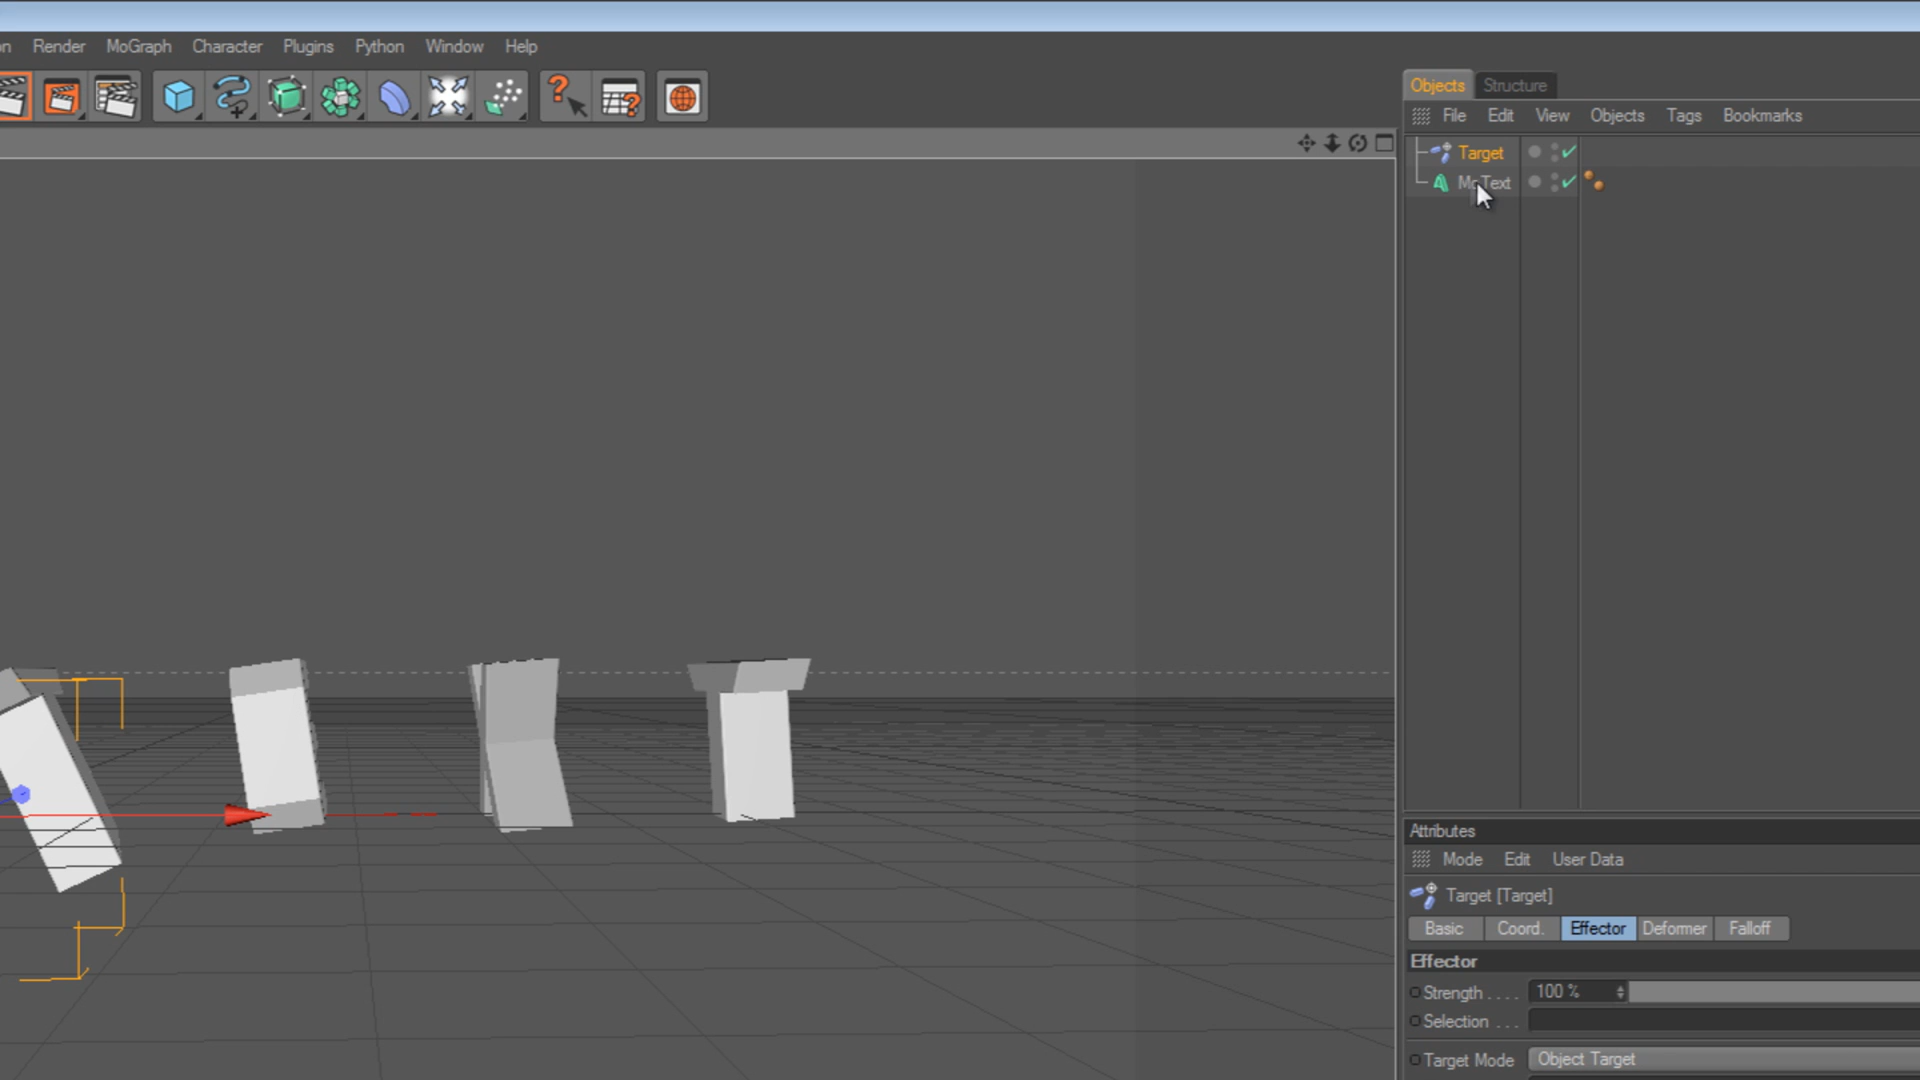 on Render MoGraph Character Plugins Python Window Help
Objects Structure
File Edit View Objects Tags Bookmarks
Target
MoText
Attributes
Mode Edit User Data
Target [Target]
Basic Coord. Effector Deformer Falloff
Effector
Strength . . . . 100 %
Selection . . .
Target Mode Object Target